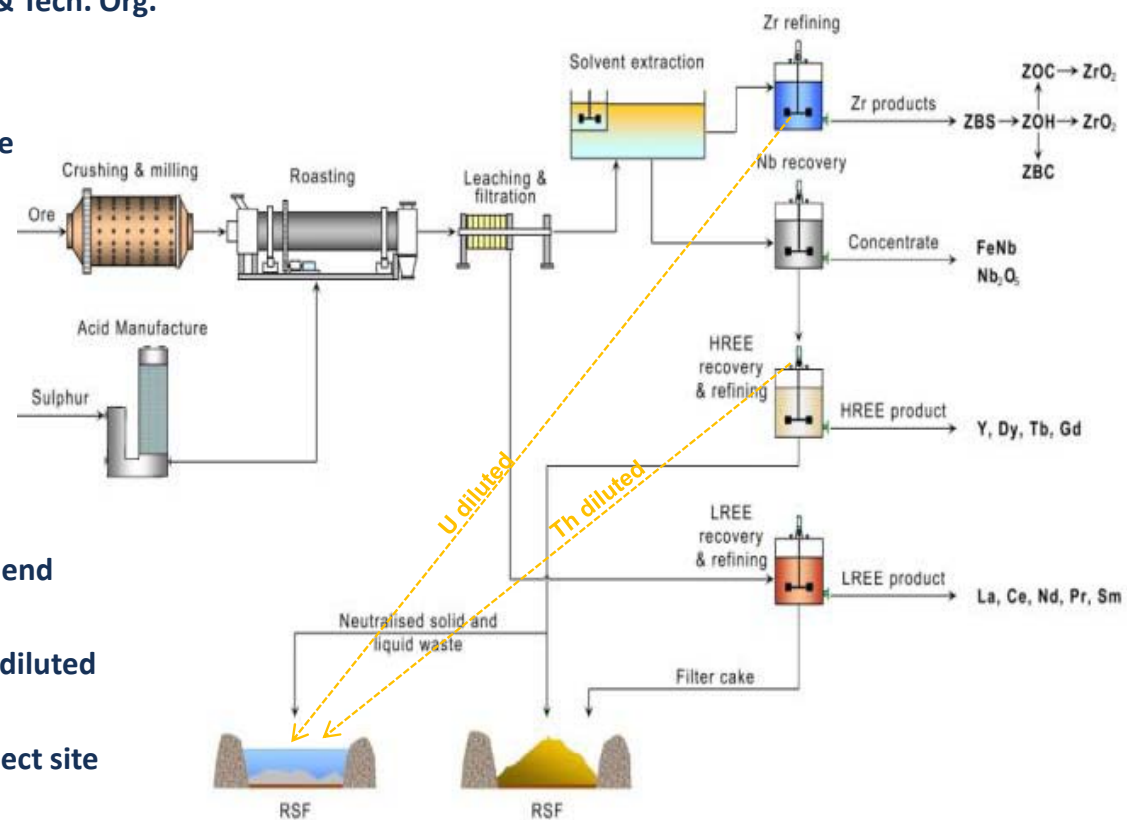 & Tech. Org.
e
end
diluted
ect site
Zr refining
Solvent extraction
Zr products
ZOC → ZrO₂
ZBS → ZOH → ZrO₂
ZBC
Crushing & milling
Roasting
Leaching &
filtration
Ore
Nb recovery
Concentrate
FeNb
Nb₂O₅
Acid Manufacture
Sulphur
HREE
recovery
& refining
HREE product
Y, Dy, Tb, Gd
U diluted
Th diluted
LREE
recovery
& refining
LREE product
La, Ce, Nd, Pr, Sm
Neutralised solid and
liquid waste
Filter cake
RSF
RSF